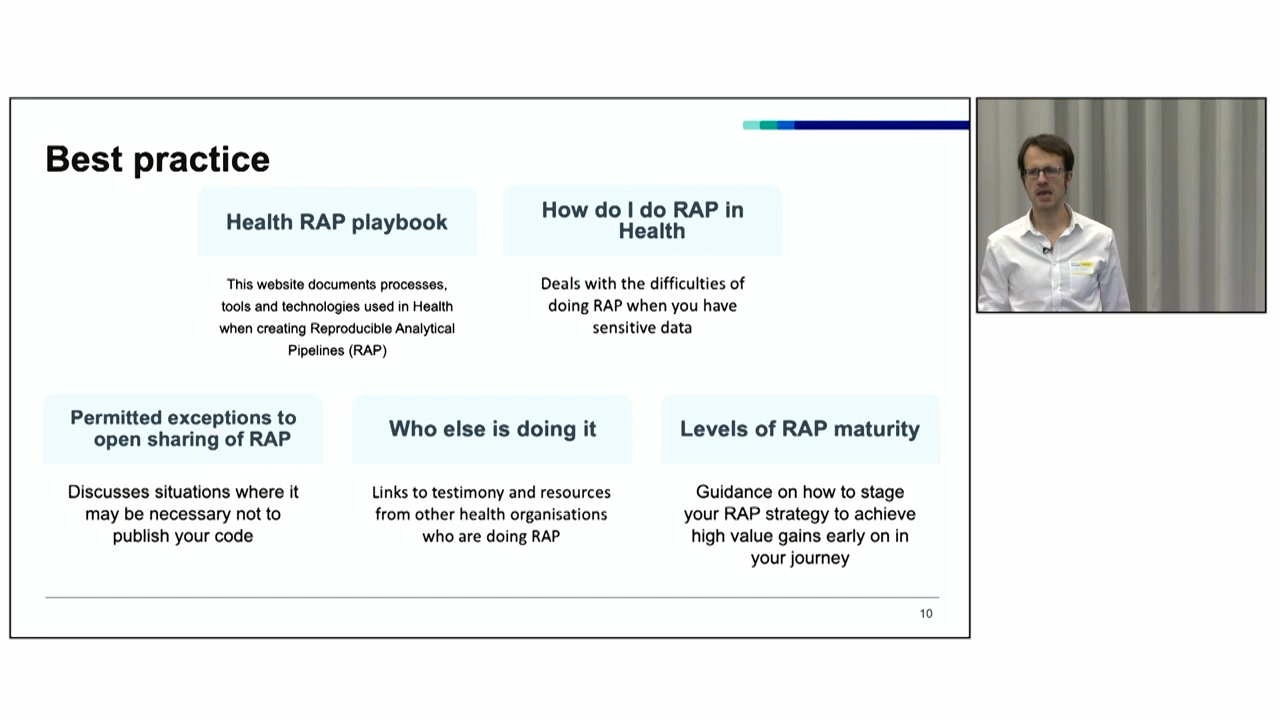 Best practice
Health RAP playbook
This website documents processes,
tools and technologies used in Health
when creating Reproducible Analytical
Pipelines (RAP)
How do I do RAP in
Health
Deals with the difficulties of
doing RAP when you have
sensitive data
Permitted exceptions to
open sharing of RAP
Discusses situations where it
may be necessary not to
publish your code
Who else is doing it
Links to testimony and resources
from other health organisations
who are doing RAP
Levels of RAP maturity
Guidance on how to stage
your RAP strategy to achieve
high value gains early on in
your journey
10